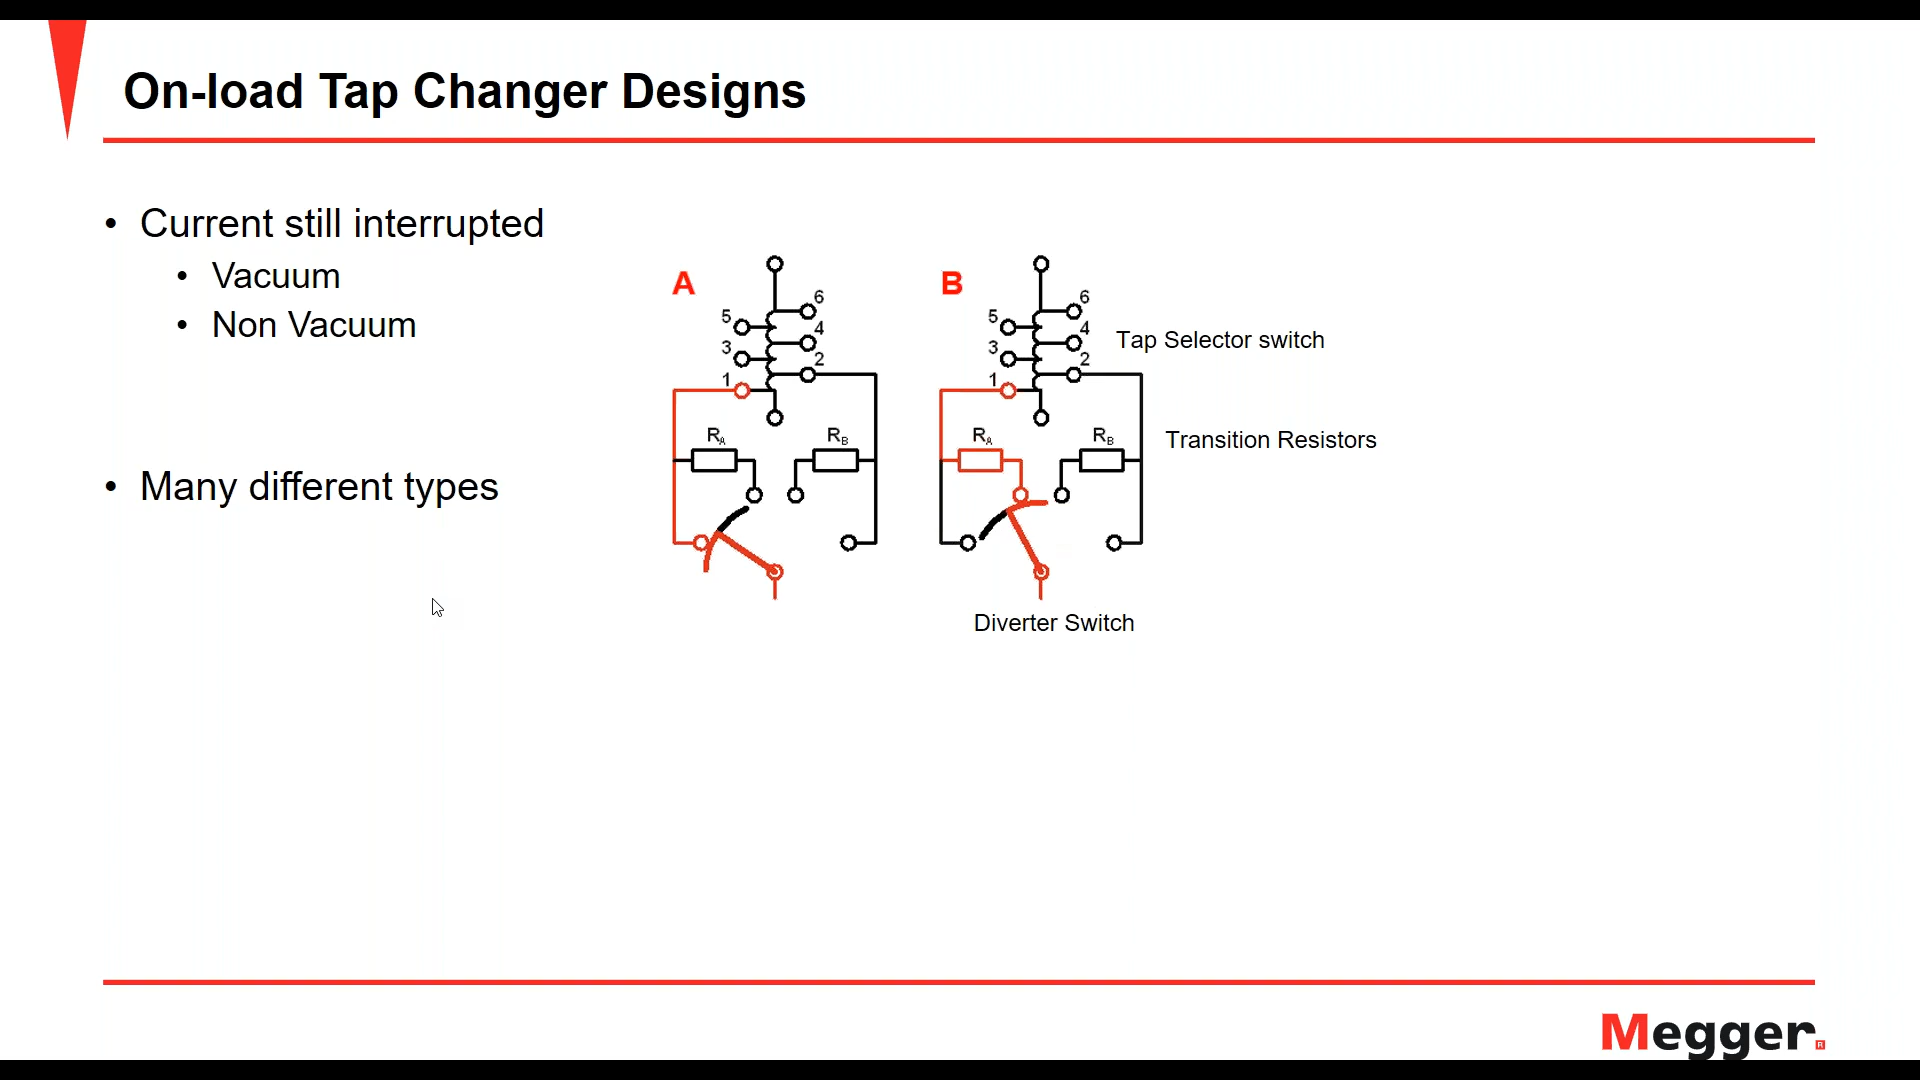 On-load Tap Changer Designs
• Current still interrupted
• Vacuum
• Non Vacuum
• Many different types
A
6
5
4
3
2
1
RA
RB
B
6
5
4
3
2
1
RA
RB
Tap Selector switch
Transition Resistors
Diverter Switch
Megger.